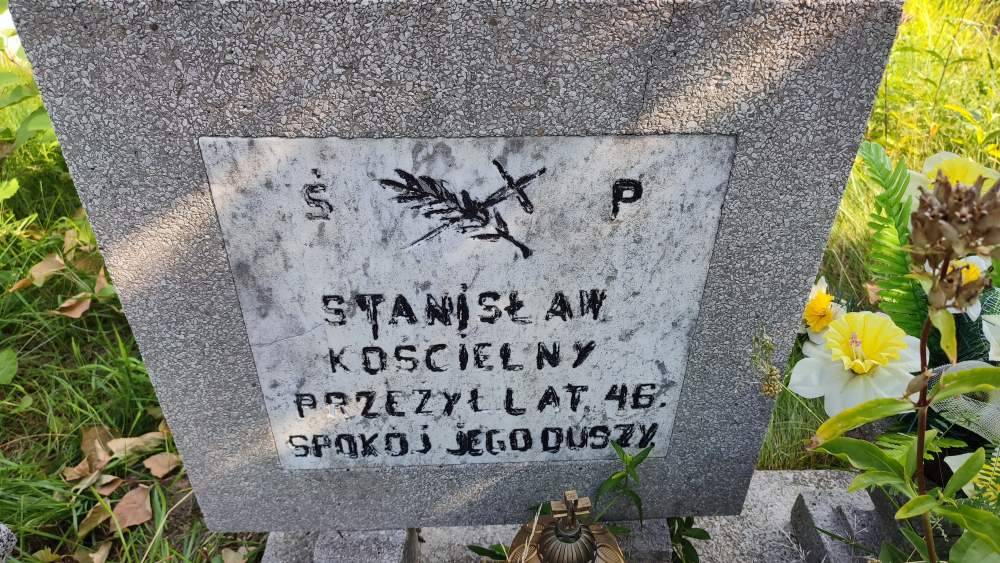 Ś P
STANISŁAW
KOSCIELNY
PRZEZYŁ LAT. 46.
SPOKOJ JEGO DUSZY.